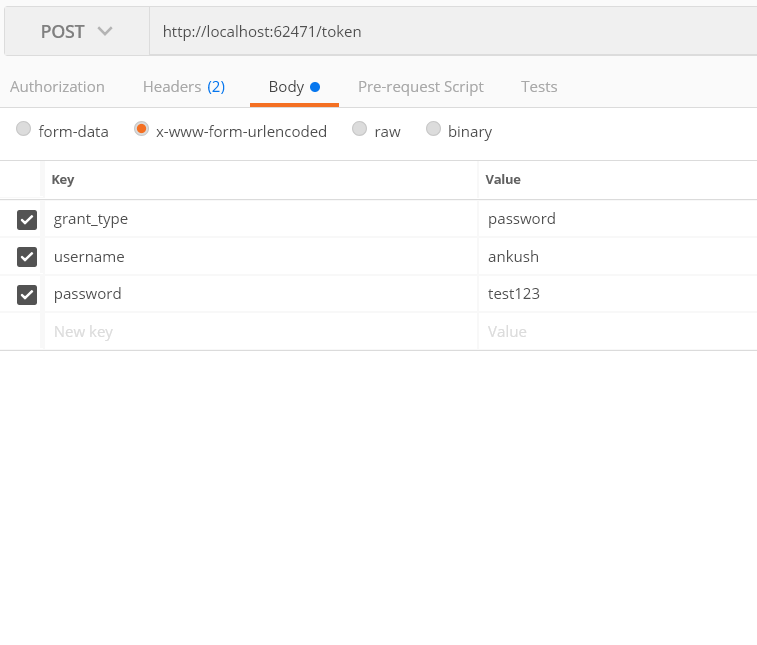 POST http://localhost:62471/token
Authorization Headers (2) Body Pre-request Script Tests
form-data x-www-form-urlencoded raw binary
Key Value
grant_type password
username ankush
password test123
New key Value